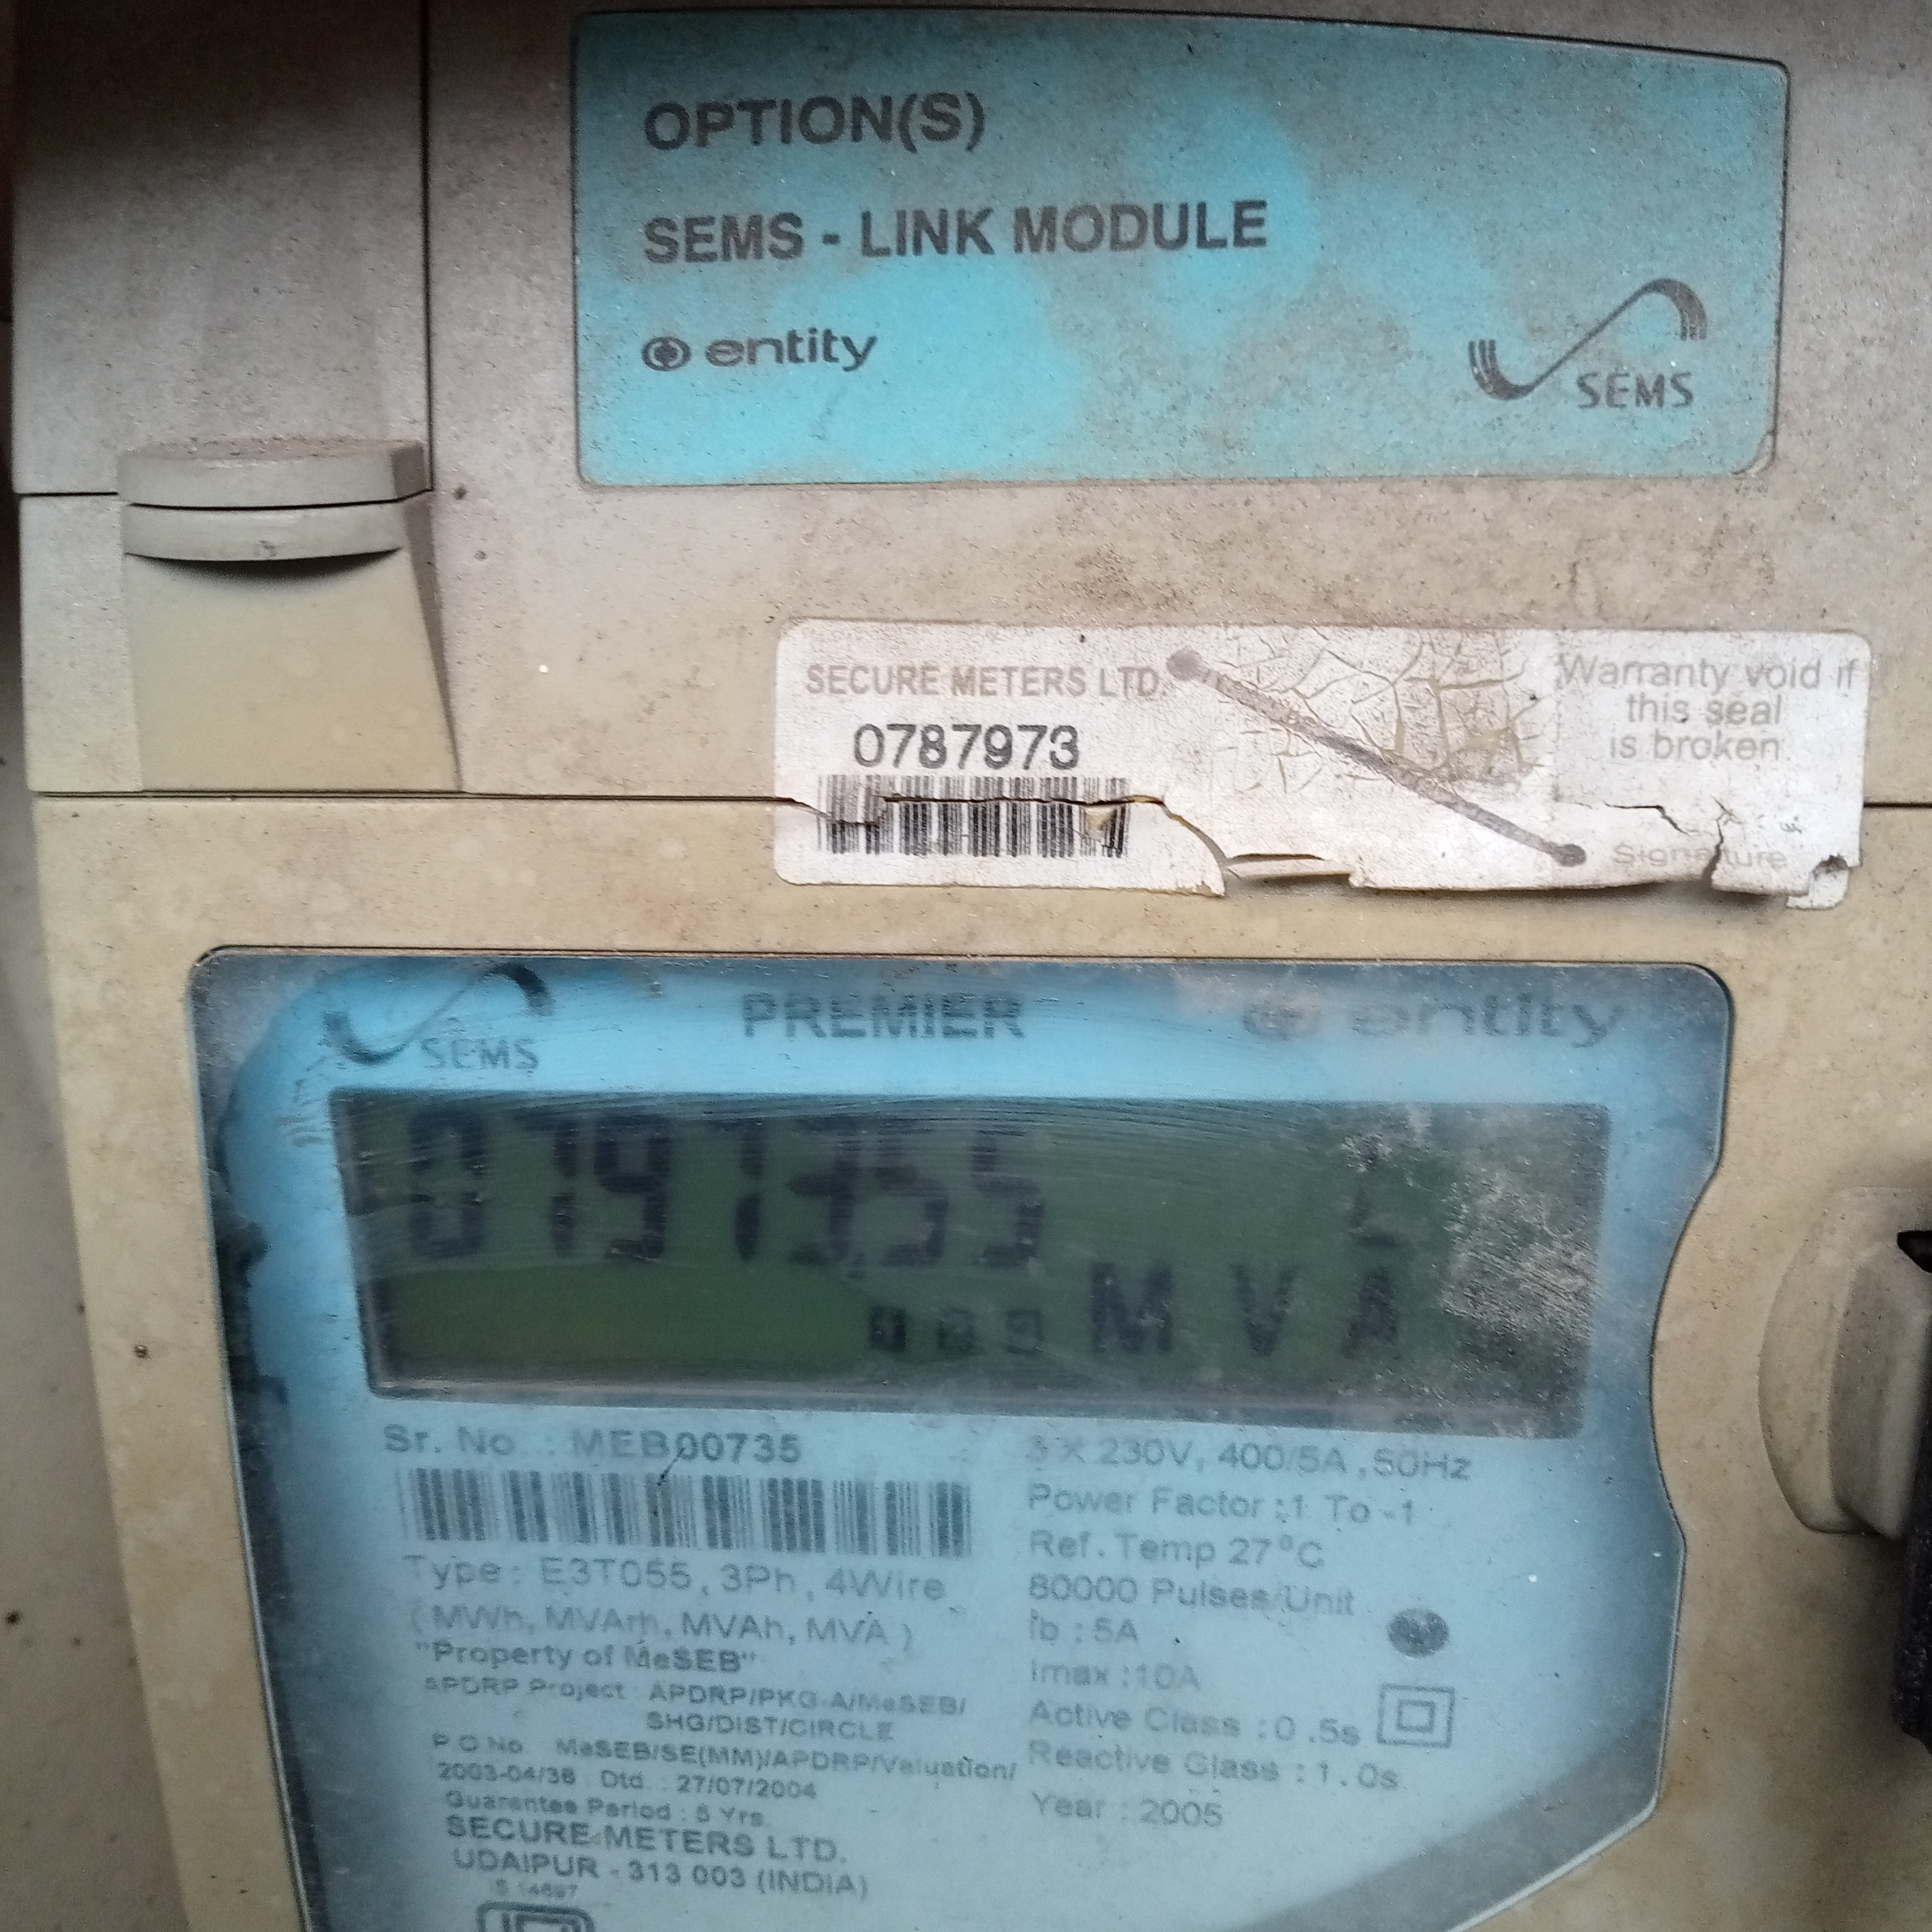 OPTION(S)
SEMS - LINK MODULE
entity
SEMS
SECURE METERS LTD.
0787973
Warranty void if
this seal
is broken
Signature
SEMS
PREMIER
entity
MVA
Sr. No. : MEB00735
3 X 230V, 400/5A, 50Hz
Power Factor : 1 To -1
Ref. Temp 27°C
80000 Pulses/Unit
Ib : 5A
Imax : 10A
Active Class : 0.5s
Reactive Class : 1.0s
Year : 2005
Type : E3T055, 3Ph, 4Wire
(MWh, MVArh, MVAh, MVA)
"Property of MeSEB"
APDRP Project APDRP/PKG-A/MeSEB/
SHG/DIST/CIRCLE
P.O No. MeSEB/SE(MM)/APDRP/Valuation/
2003-04/36 Dtd. : 27/07/2004
Guarantee Period : 5 Yrs.
SECURE METERS LTD.
UDAIPUR - 313 003 (INDIA)